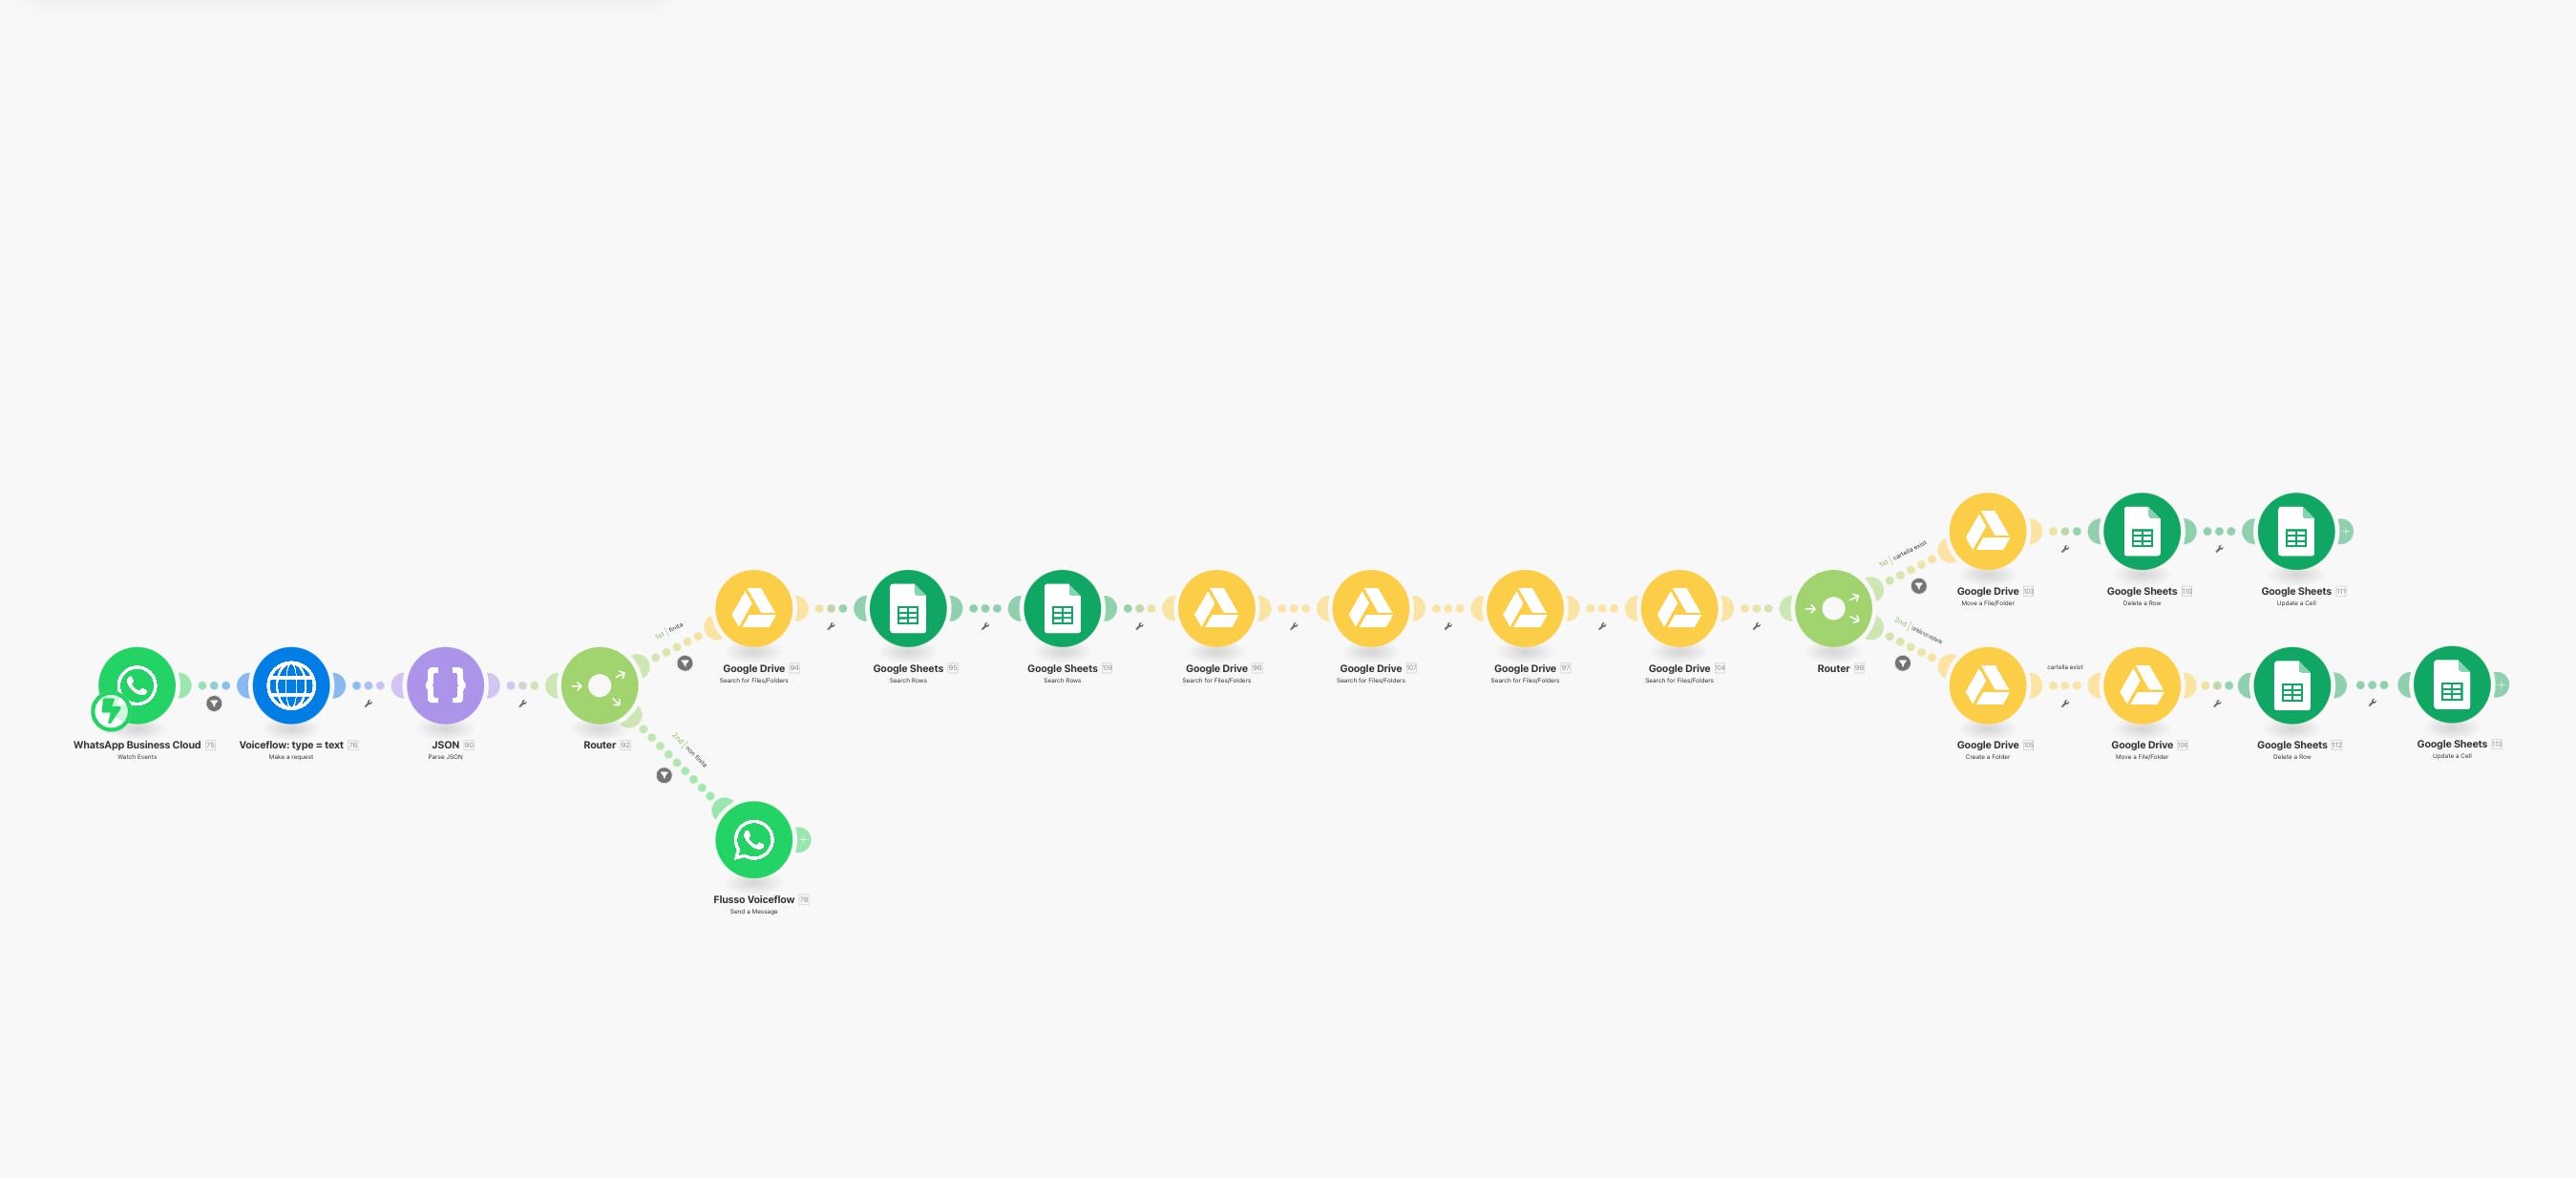 WhatsApp Business Cloud 75
Watch Events
Voiceflow: type = text 76
Make a request
JSON 90
Parse JSON
Router 92
1st finita
2nd non finita
Google Drive 94
Search for Files/Folders
Google Sheets 95
Search Rows
Google Sheets 109
Search Rows
Google Drive 96
Search for Files/Folders
Google Drive 107
Search for Files/Folders
Google Drive 97
Search for Files/Folders
Google Drive 104
Search for Files/Folders
Router 98
1st cartella exist
2nd
Google Drive 103
Move a File/Folder
Google Sheets 110
Delete a Row
Google Sheets 111
Update a Cell
Google Drive 105
Create a Folder
cartella exist
Google Drive 106
Move a File/Folder
Google Sheets 112
Delete a Row
Google Sheets 113
Update a Cell
Flusso Voiceflow 78
Send a Message